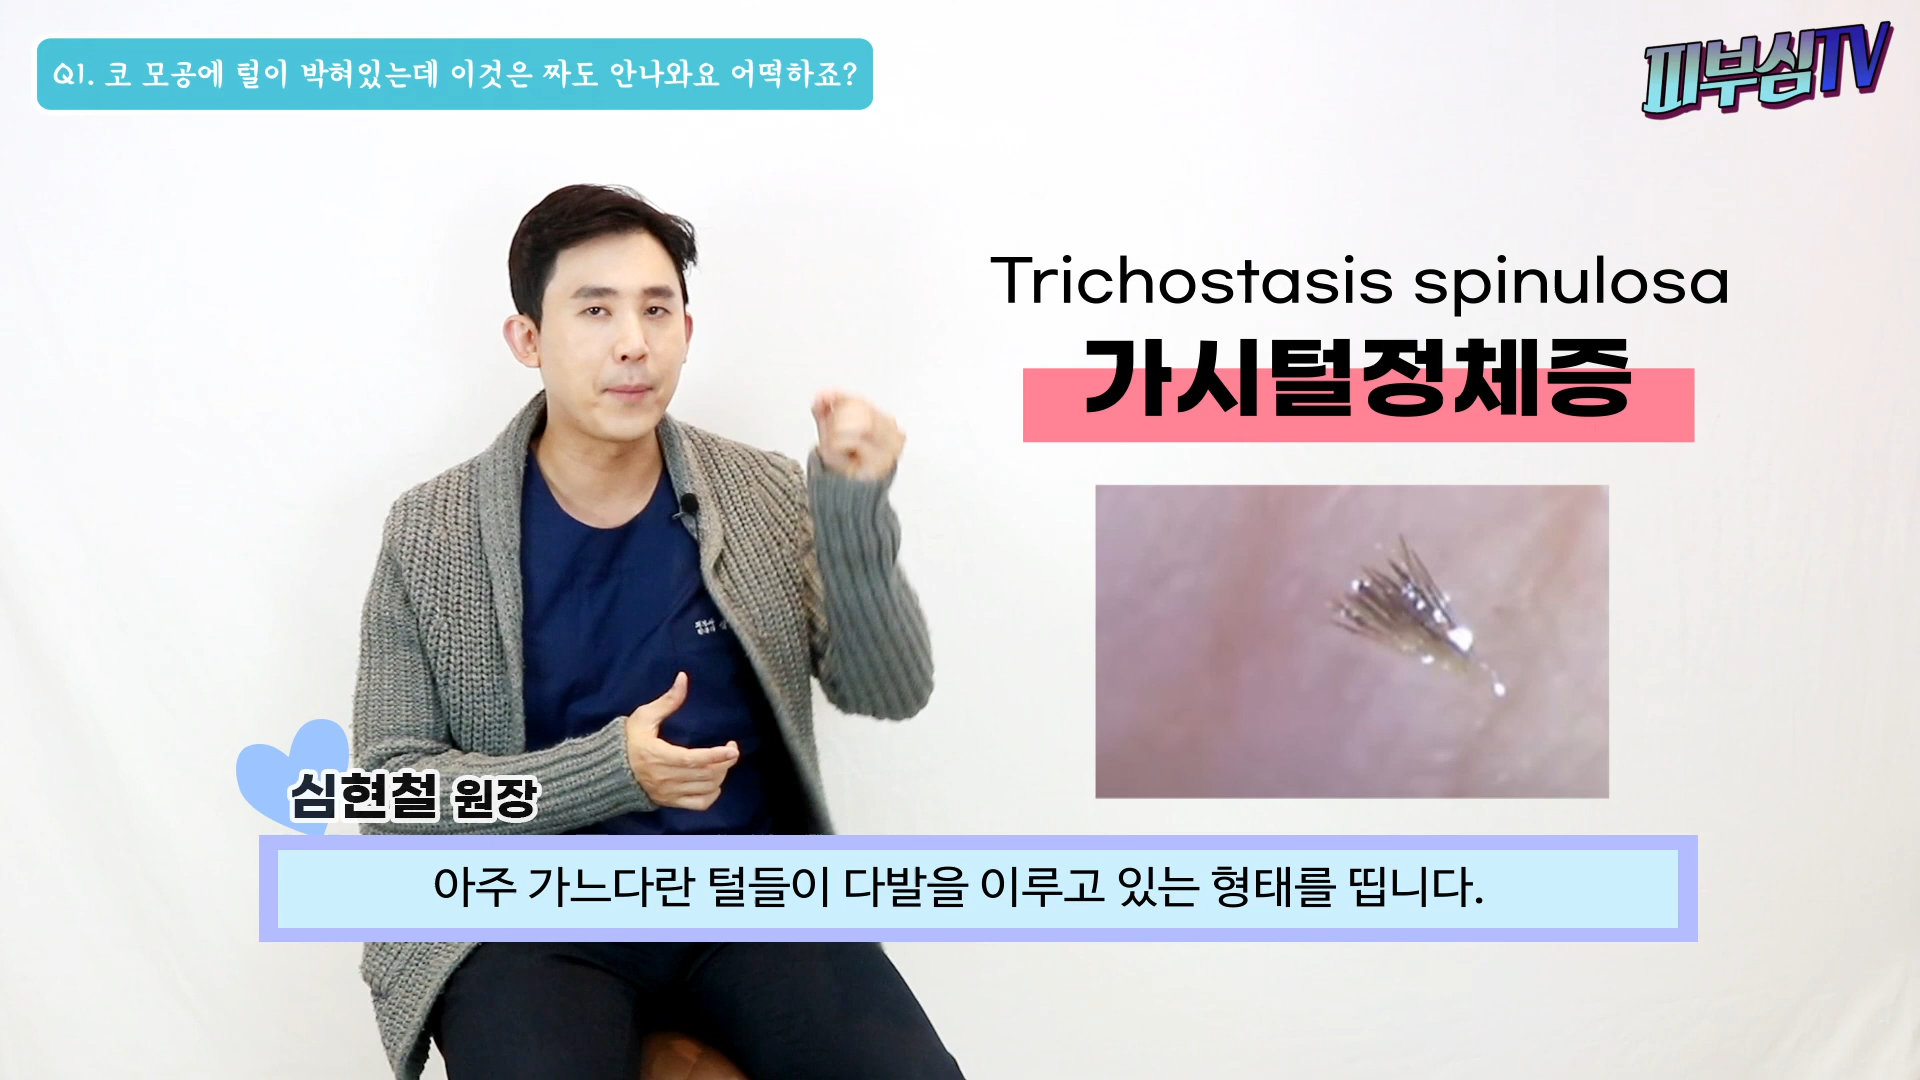 Q1. 코 모공에 털이 박혀있는데 이것은 짜도 안나와요 어떡하죠?
피부심TV
Trichostasis spinulosa
가시털정체증
심현철 원장
아주 가느다란 털들이 다발을 이루고 있는 형태를 띱니다.